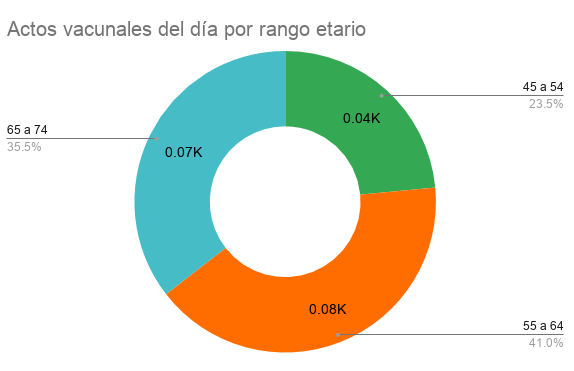 Actos vacunales del día por rango etario
45 a 54
23.5%
0.04K
65 a 74
35.5%
0.07K
0.08K
55 a 64
41.0%